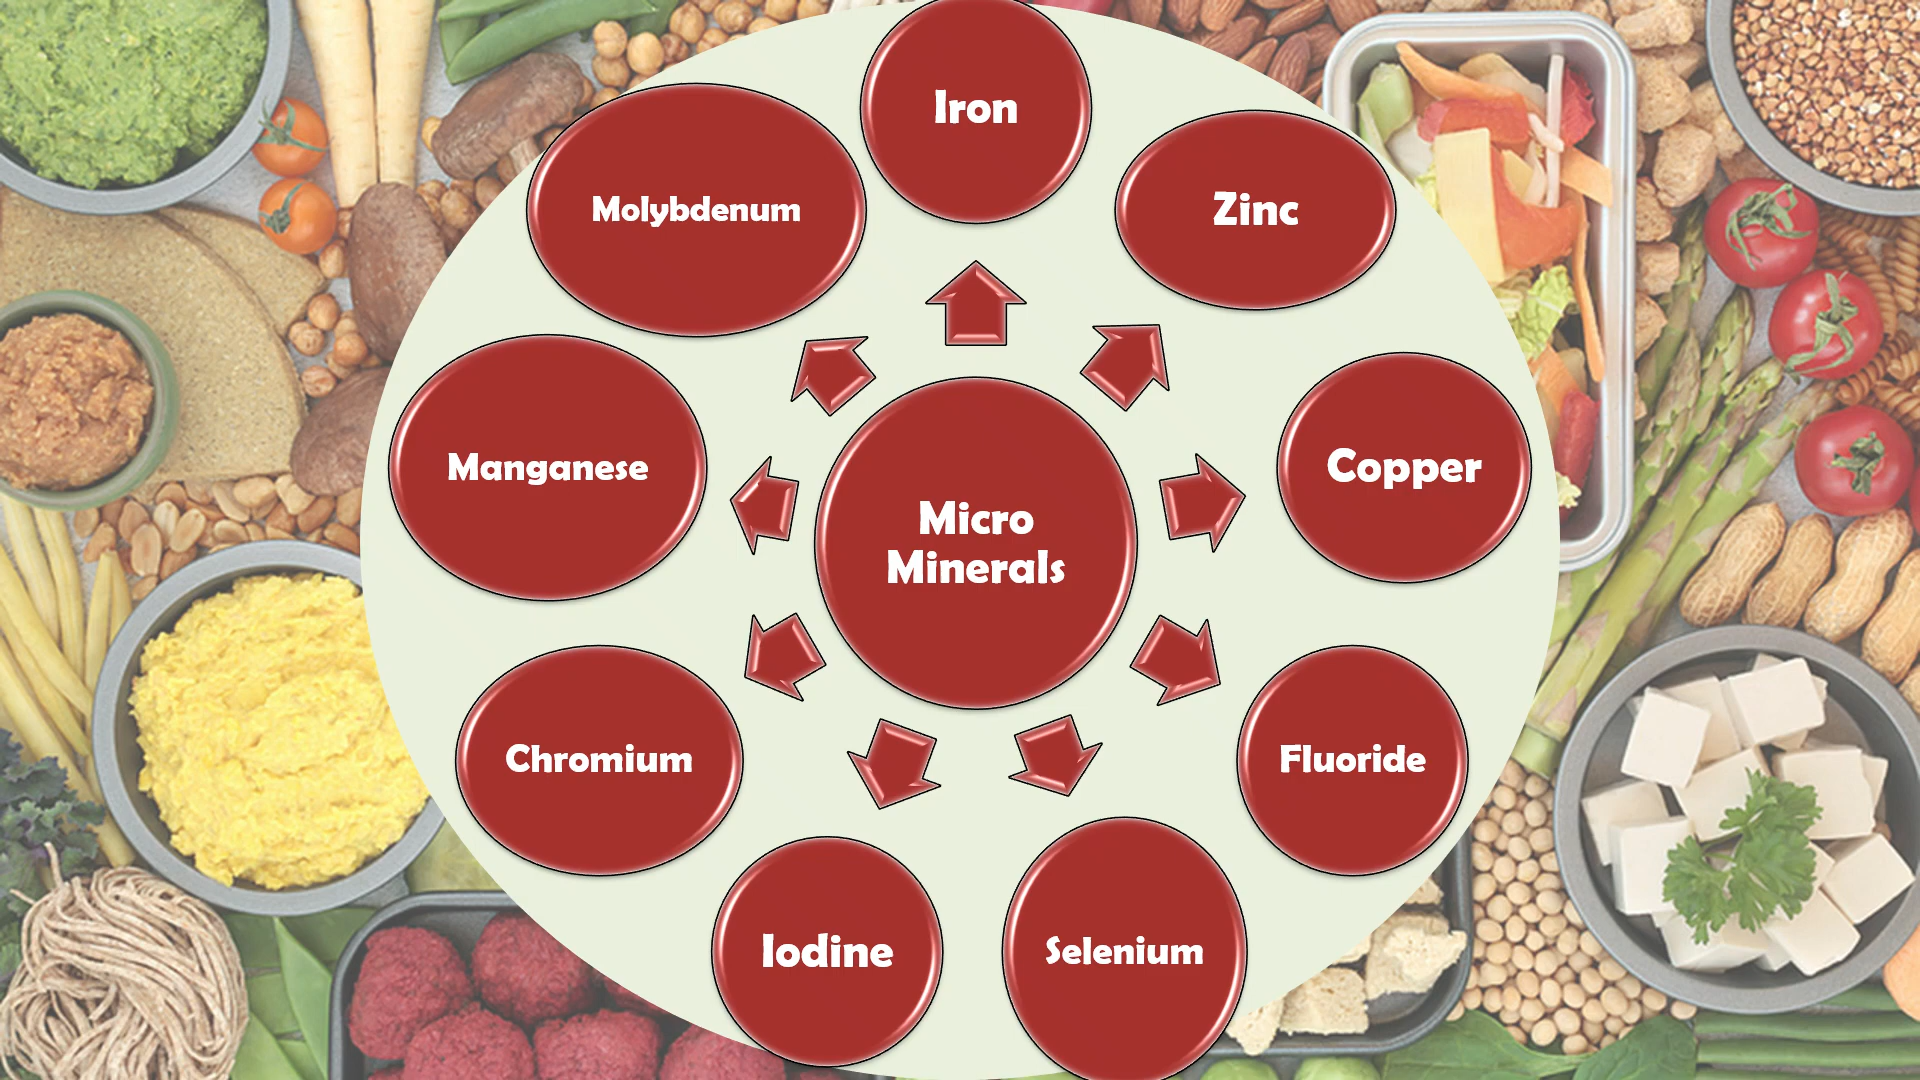 Iron
Zinc
Copper
Fluoride
Selenium
Iodine
Chromium
Manganese
Molybdenum
Micro
Minerals